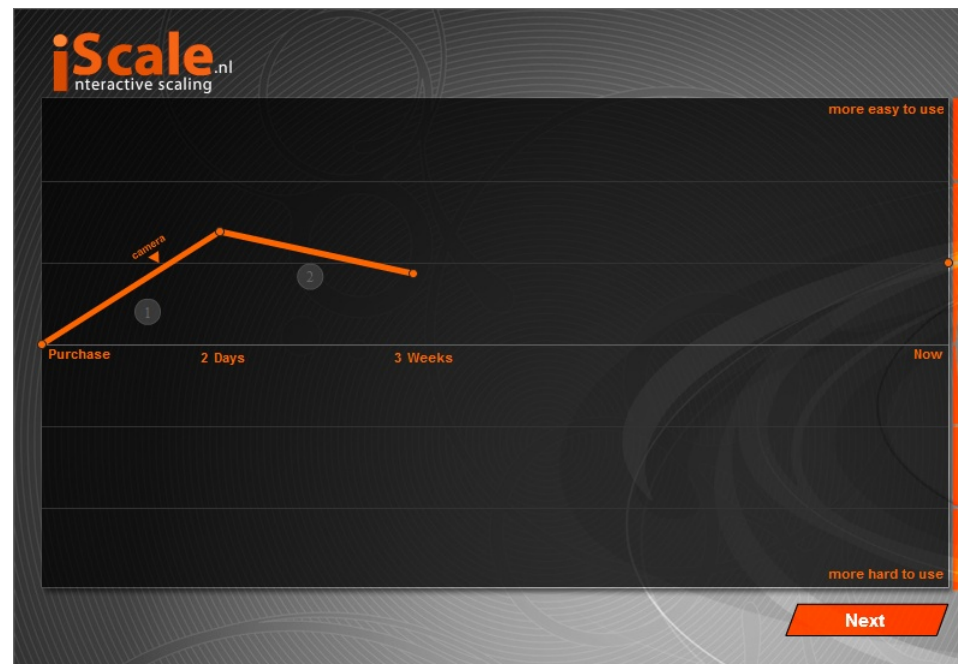 iScale.nl
nteractive scaling
more easy to use
camera
2
1
Purchase
2 Days
3 Weeks
Now
more hard to use
Next